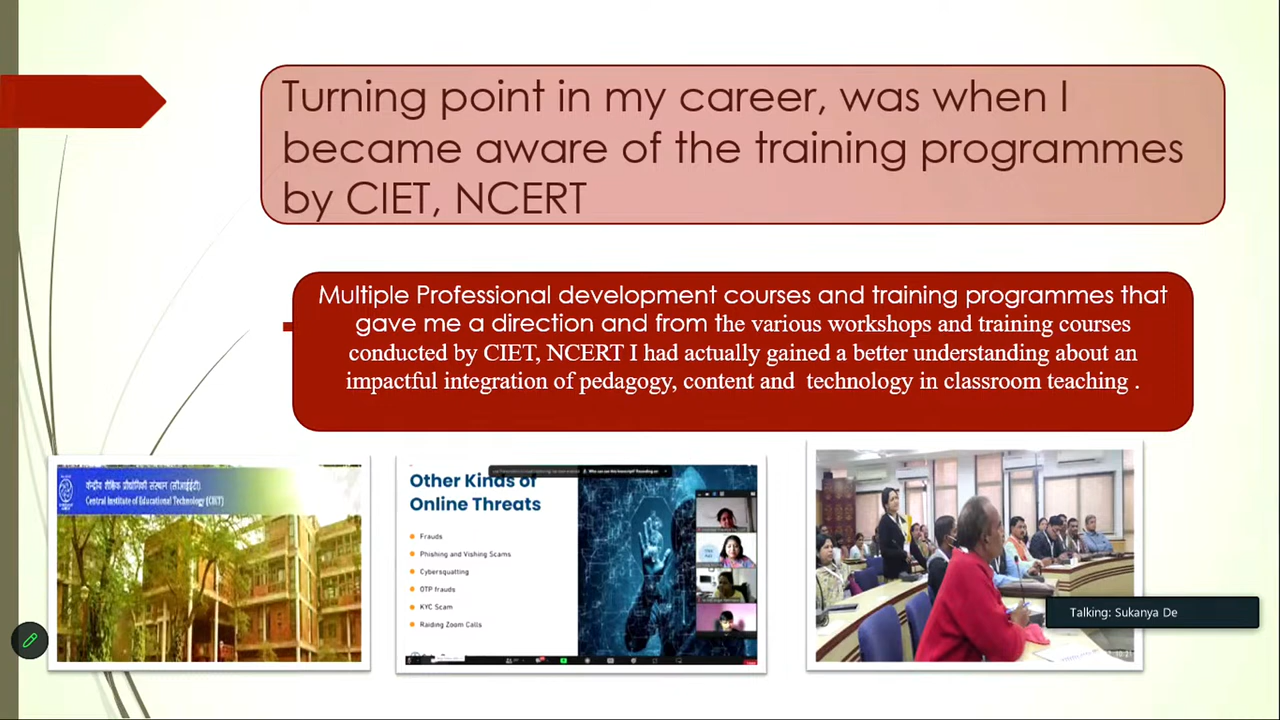 Turning point in my career, was when I
became aware of the training programmes
by CIET, NCERT
Multiple Professional development courses and training programmes that
gave me a direction and from the various workshops and training courses
conducted by CIET, NCERT I had actually gained a better understanding about an
impactful integration of pedagogy, content and technology in classroom teaching .
केंद्रीय शैक्षिक प्रौद्योगिकी संस्थान (सीआईईटी)
Central Institute of Educational Technology (CIET)
Other Kinds of
Online Threats
Frauds
Phishing and Vishing Scams
Cybersquatting
OTP frauds
KYC Scam
Raiding Zoom Calls
Talking: Sukanya De